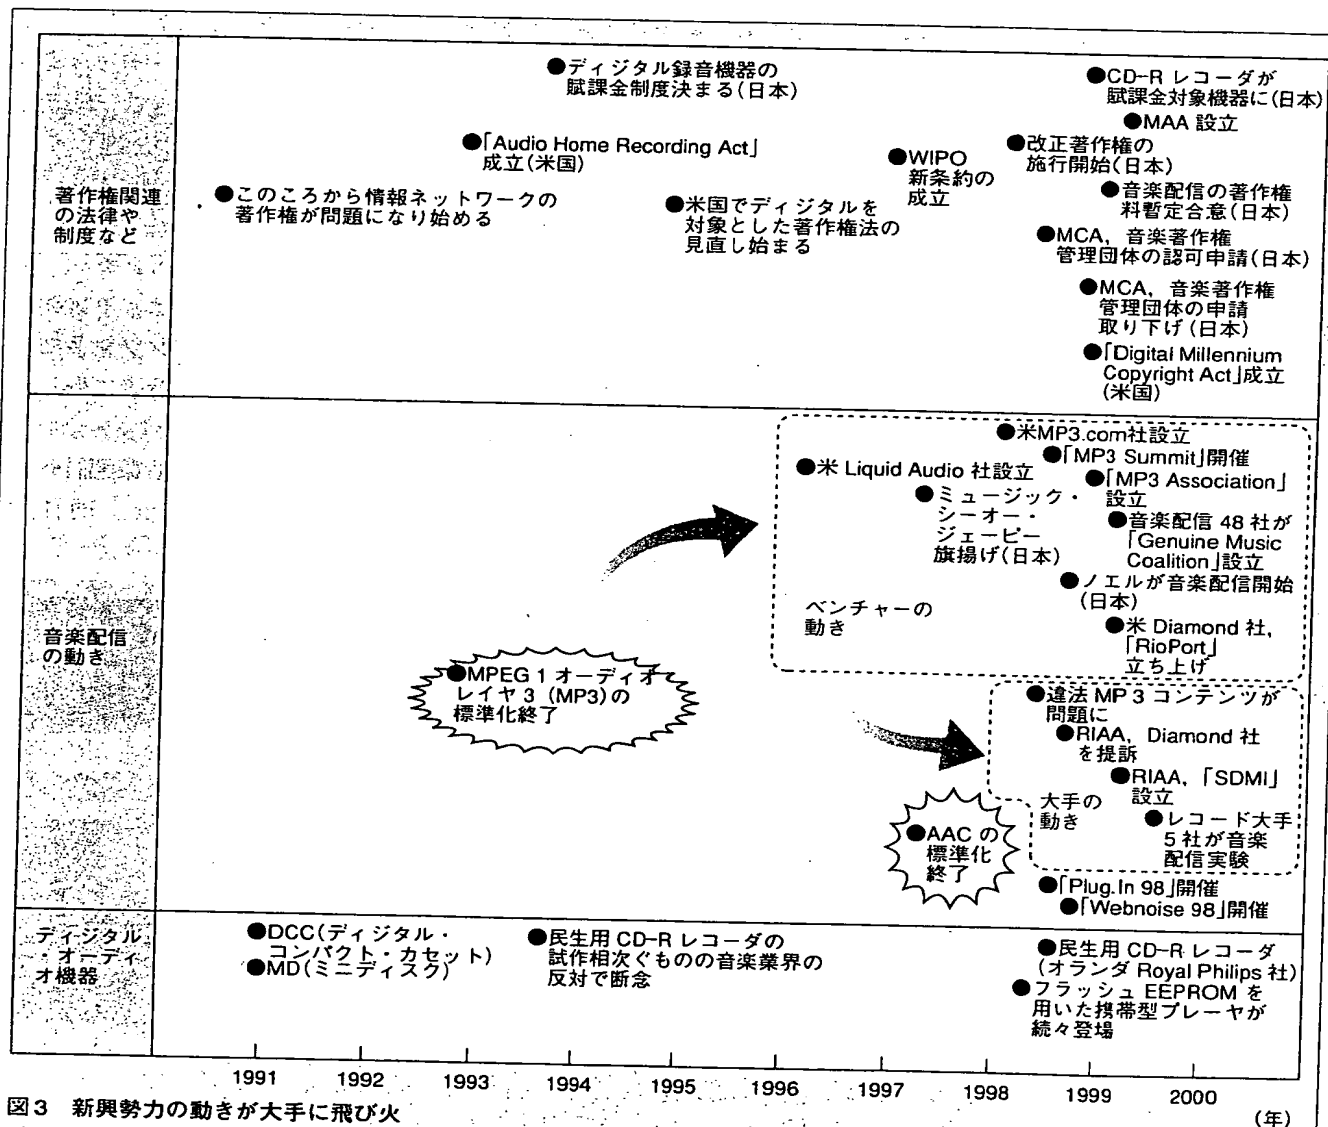 著作権関連
の法律や
制度など
●ディジタル録音機器の
賦課金制度決まる(日本)
●「Audio Home Recording Act」
成立(米国)
●このころから情報ネットワークの
著作権が問題になり始める
●米国でディジタルを
対象とした著作権法の
見直し始まる
●WIPO
新条約の
成立
●CD-R レコーダが
賦課金対象機器に(日本)
●MAA 設立
●改正著作権の
施行開始(日本)
●音楽配信の著作権
料暫定合意(日本)
●MCA，音楽著作権
管理団体の認可申請(日本)
●MCA，音楽著作権
管理団体の申請
取り下げ(日本)
●「Digital Millennium
Copyright Act」成立
(米国)
音楽配信
の動き
●MPEG 1 オーディオ
レイヤ 3 (MP3)の
標準化終了
●米MP3.com社設立
●「MP3 Summit」開催
●米 Liquid Audio 社設立
●「MP3 Association」
設立
●ミュージック・
シーオー・
ジェーピー
旗揚げ(日本)
●音楽配信 48 社が
「Genuine Music
Coalition」設立
●ノエルが音楽配信開始
(日本)
ベンチャーの
動き
●米 Diamond 社，
「RioPort」
立ち上げ
●違法 MP 3 コンテンツが
問題に
●RIAA，Diamond 社
を提訴
●RIAA，「SDMI」
設立
大手の
動き
●レコード大手
5 社が音楽
配信実験
●AAC の
標準化
終了
●「Plug.In 98」開催
●「Webnoise 98」開催
ディジタル
・オーディ
オ機器
●DCC(ディジタル・
コンパクト・カセット)
●MD(ミニディスク)
●民生用 CD-R レコーダの
試作相次ぐものの音楽業界の
反対で断念
●民生用 CD-R レコーダ
(オランダ Royal Philips 社)
●フラッシュ EEPROM を
用いた携帯型プレーヤが
続々登場
1991 1992 1993 1994 1995 1996 1997 1998 1999 2000
(年)
図3 新興勢力の動きが大手に飛び火